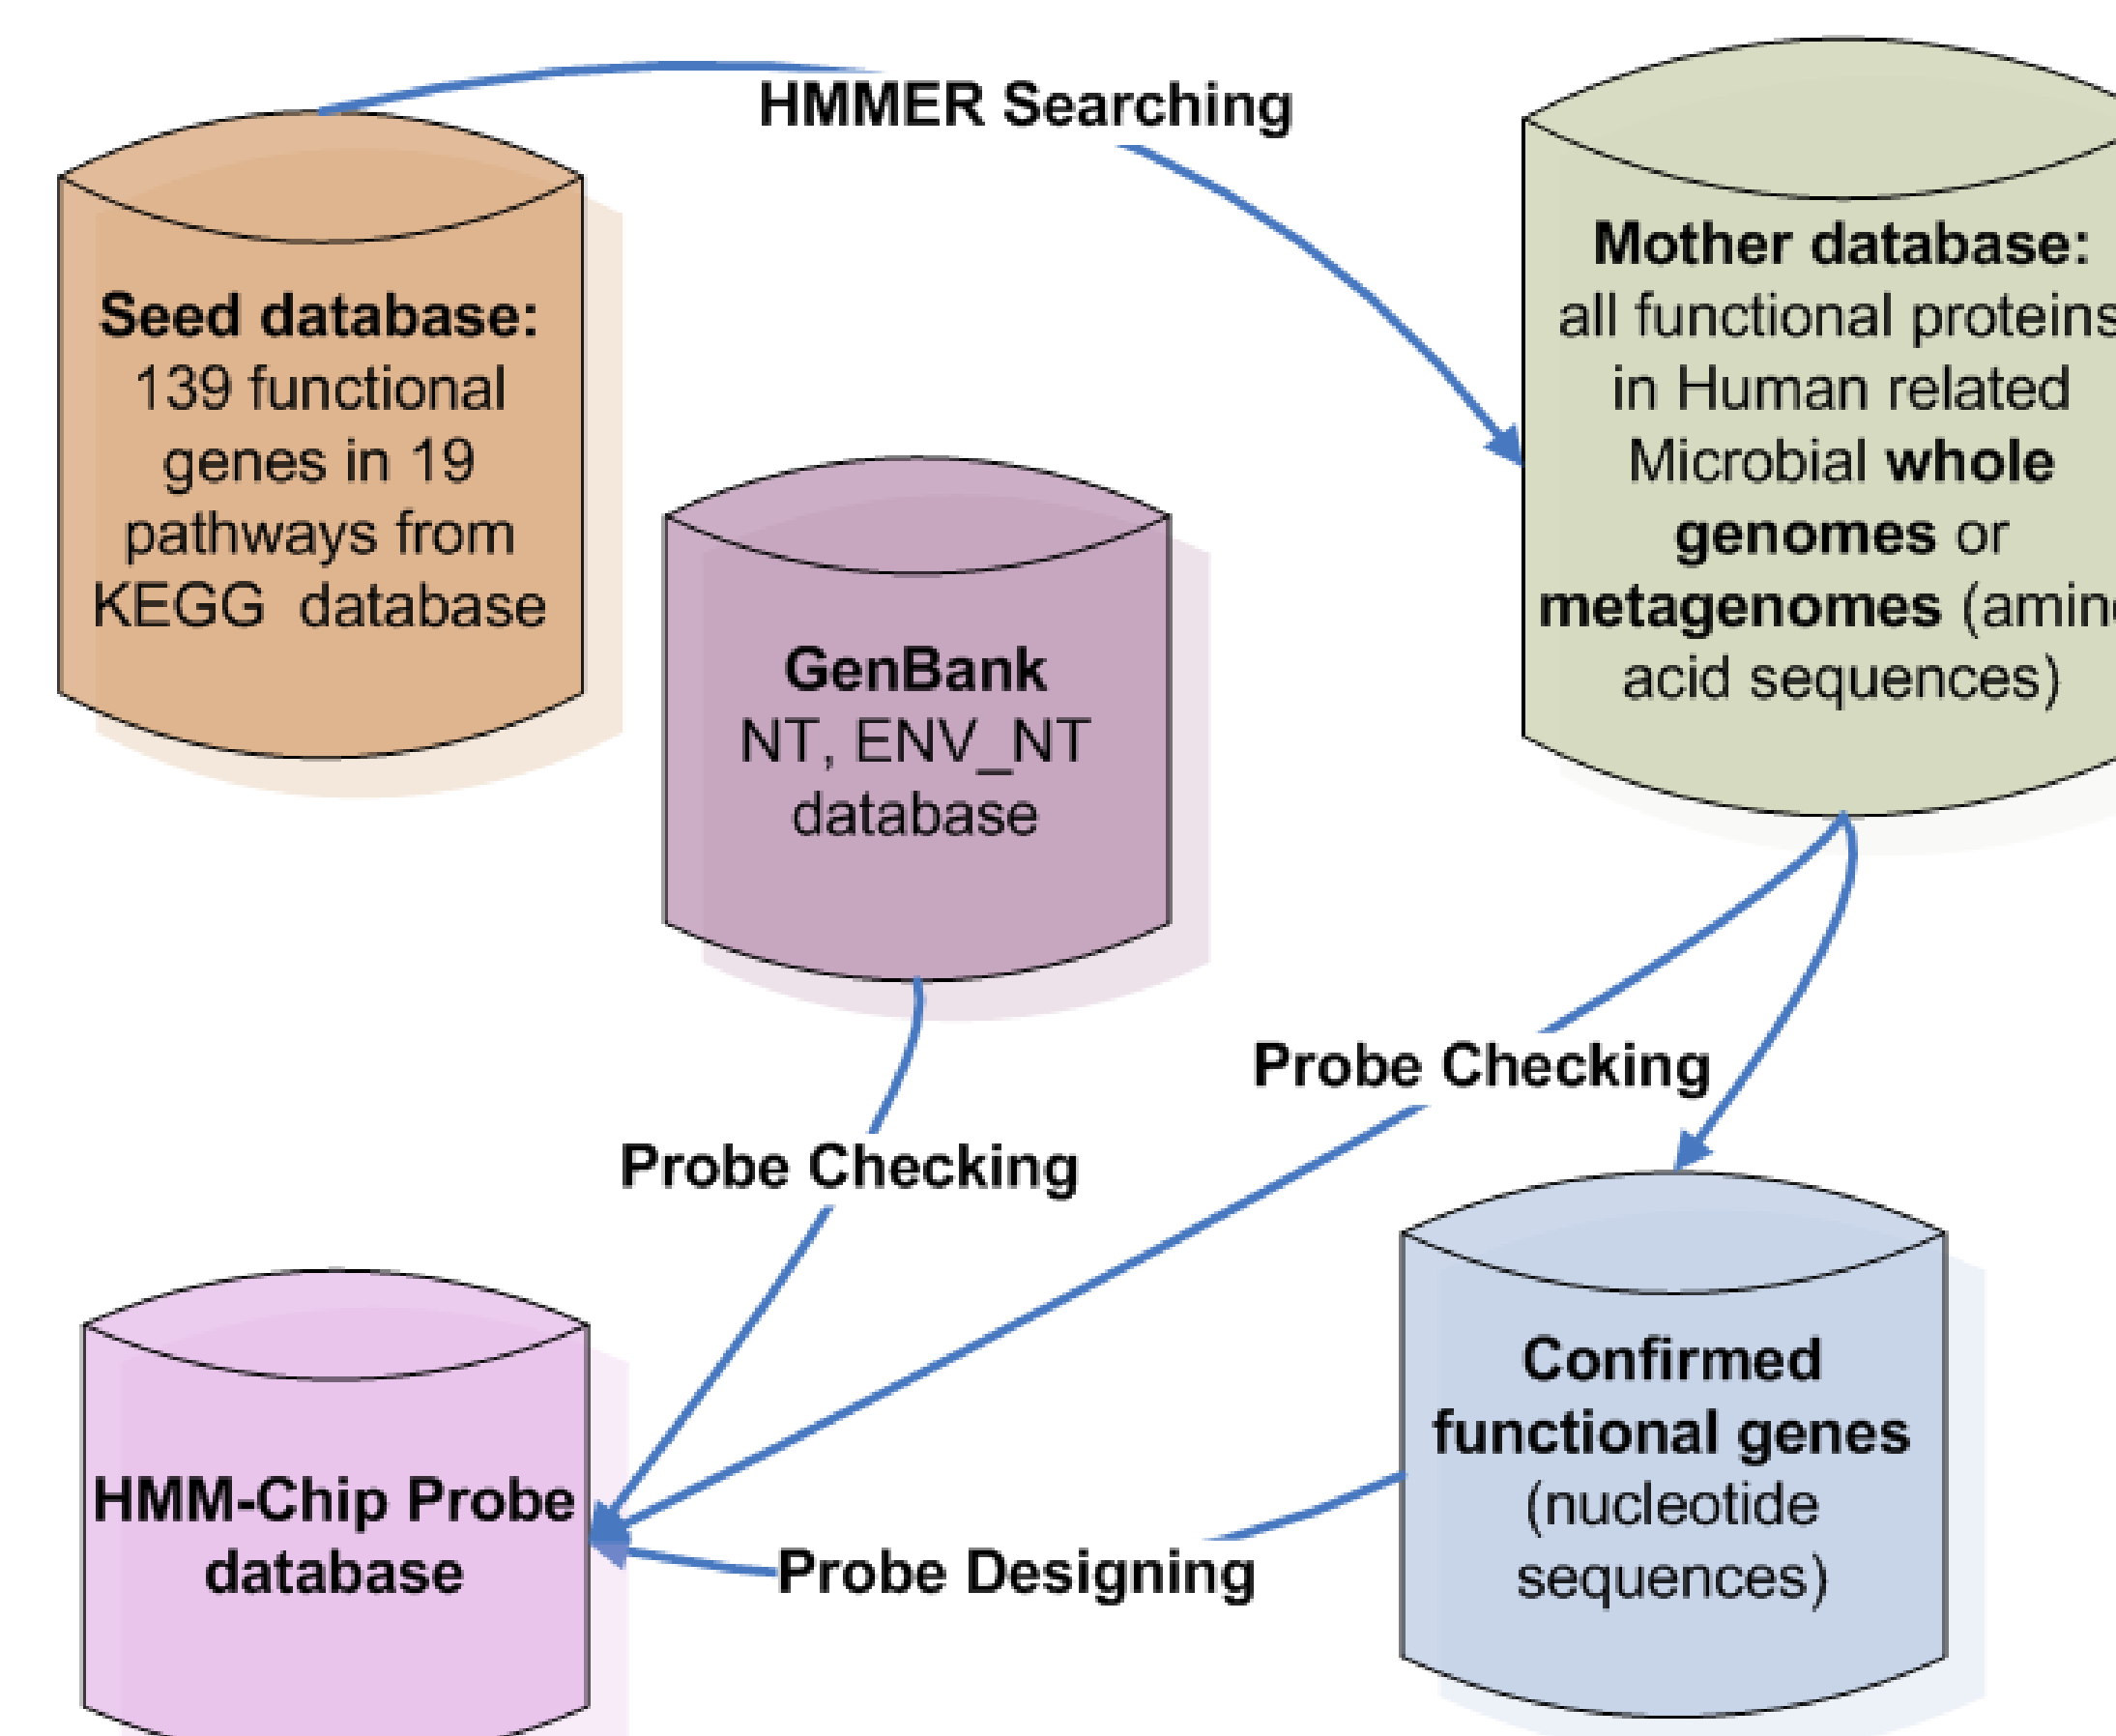 HMMER Searching
Seed database:
139 functional
genes in 19
pathways from
KEGG database
Mother database:
all functional proteins
in Human related
Microbial whole
genomes or
metagenomes (amino
acid sequences)
GenBank
NT, ENV_NT
database
Probe Checking
Probe Checking
HMM-Chip Probe
database
Probe Designing
Confirmed
functional genes
(nucleotide
sequences)